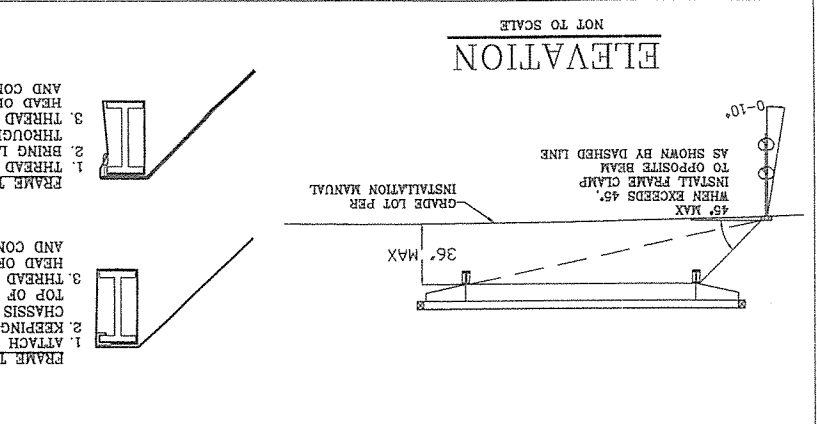 36" MAX
45° MAX
WHEN EXCEEDS 45°,
INSTALL FRAME CLAMP
TO OPPOSITE BEAM
AS SHOWN BY DASHED LINE
GRADE LOT PER
INSTALLATION MANUAL
0-10°
ELEVATION
NOT TO SCALE
FRAME T
1. ATTACH
2. KEEPING
CHASSIS
TOP OF
3. THREAD
HEAD OF
AND CON
FRAME T
1. THREAD
2. BRING L
THROUGH
3. THREAD
HEAD OF
AND CON